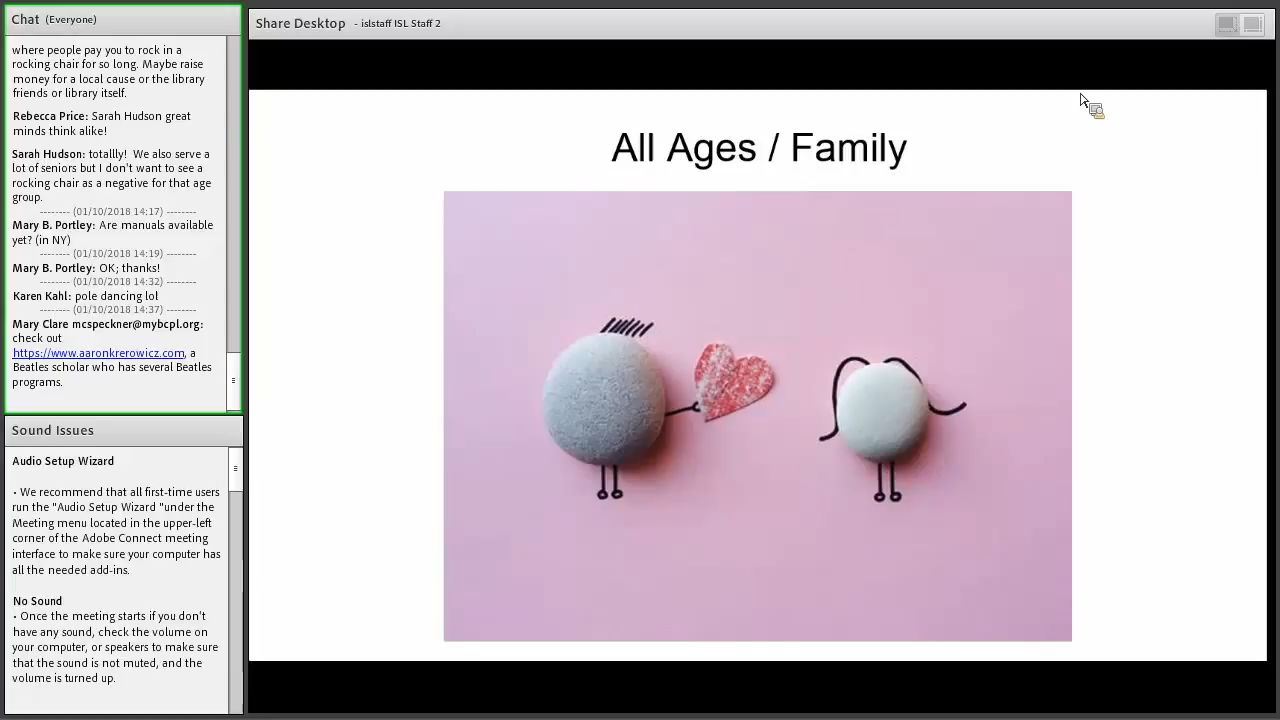 Chat (Everyone)
where people pay you to rock in a
rocking chair for so long. Maybe raise
money for a local cause or the library
friends or library itself.
Rebecca Price: Sarah Hudson great
minds think alike!
Sarah Hudson: totallly! We also serve a
lot of seniors but I don't want to see a
rocking chair as a negative for that age
group.
-------- (01/10/2018 14:17) --------
Mary B. Portley: Are manuals available
yet? (in NY)
-------- (01/10/2018 14:19) --------
Mary B. Portley: OK; thanks!
-------- (01/10/2018 14:32) --------
Karen Kahl: pole dancing lol
-------- (01/10/2018 14:37) --------
Mary Clare mcspeckner@mybcpl.org:
check out
https://www.aaronkrerowicz.com, a
Beatles scholar who has several Beatles
programs.
Sound Issues
Audio Setup Wizard
• We recommend that all first-time users
run the "Audio Setup Wizard "under the
Meeting menu located in the upper-left
corner of the Adobe Connect meeting
interface to make sure your computer has
all the needed add-ins.
No Sound
• Once the meeting starts if you don't
have any sound, check the volume on
your computer, or speakers to make sure
that the sound is not muted, and the
volume is turned up.
Share Desktop - islstaff ISL Staff 2
All Ages / Family